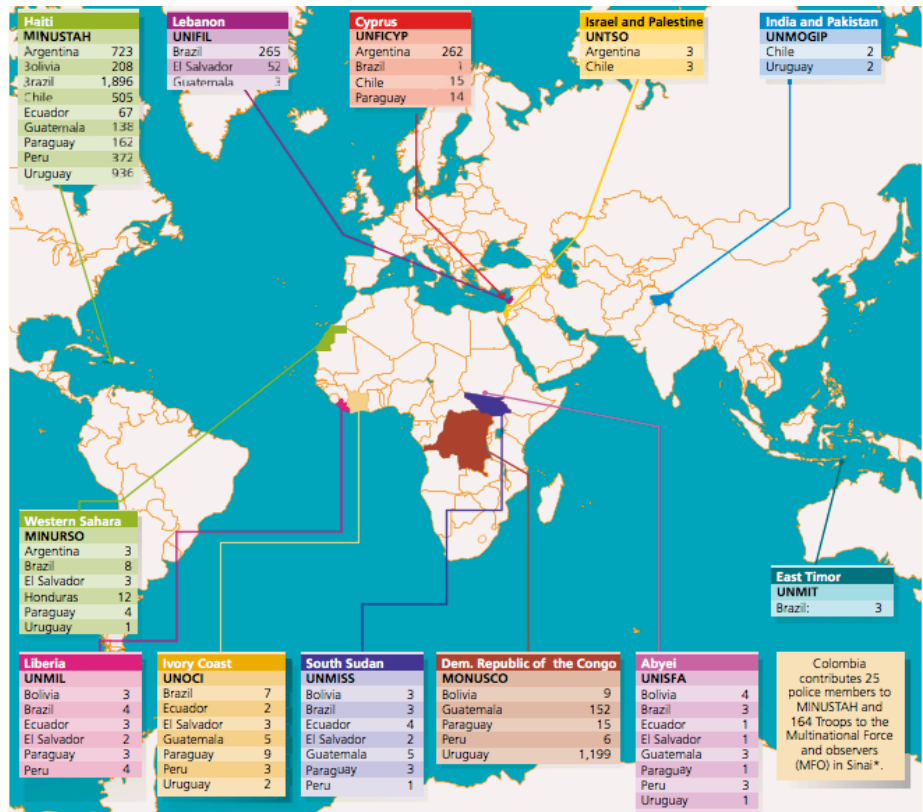 Haiti
MINUSTAH
Argentina 723
Bolivia 208
Brazil 1,896
Chile 505
Ecuador 67
Guatemala 138
Paraguay 162
Peru 372
Uruguay 936
Lebanon
UNIFIL
Brazil 265
El Salvador 52
Guatemala 3
Cyprus
UNFICYP
Argentina 262
Brazil 1
Chile 15
Paraguay 14
Israel and Palestine
UNTSO
Argentina 3
Chile 3
India and Pakistan
UNMOGIP
Chile 2
Uruguay 2
Western Sahara
MINURSO
Argentina 3
Brazil 8
El Salvador 3
Honduras 12
Paraguay 4
Uruguay 1
East Timor
UNMIT
Brazil: 3
Liberia
UNMIL
Bolivia 3
Brazil 4
Ecuador 3
El Salvador 2
Paraguay 3
Peru 4
Ivory Coast
UNOCI
Brazil 7
Ecuador 2
El Salvador 3
Guatemala 5
Paraguay 9
Peru 3
Uruguay 2
South Sudan
UNMISS
Bolivia 3
Brazil 3
Ecuador 4
El Salvador 2
Guatemala 5
Paraguay 3
Peru 1
Dem. Republic of the Congo
MONUSCO
Bolivia 9
Guatemala 152
Paraguay 15
Peru 6
Uruguay 1,199
Abyei
UNISFA
Bolivia 4
Brazil 3
Ecuador 1
El Salvador 1
Guatemala 3
Paraguay 1
Peru 3
Uruguay 1
Colombia
contributes 25
police members to
MINUSTAH and
164 Troops to the
Multinational Force
and observers
(MFO) in Sinai*.